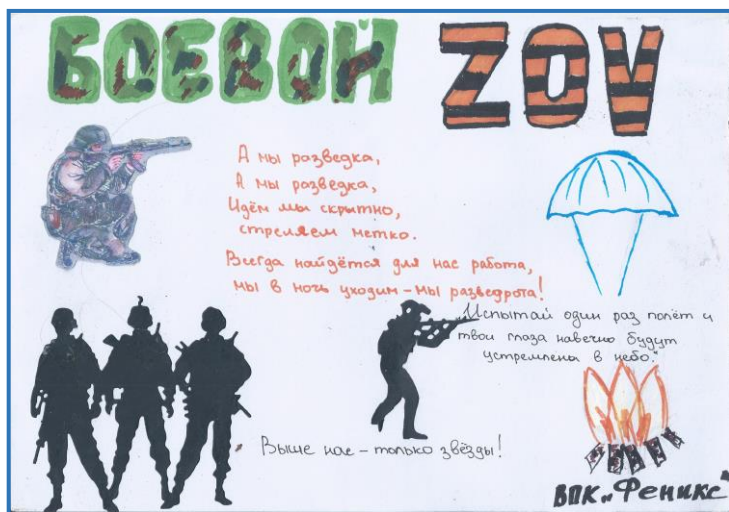 БОЕВОЙ ZOV
А мы разведка,
А мы разведка,
Идём мы скрытно,
стреляем метко.
Всегда найдётся для нас работа,
мы в ночь уходим – мы разведрота!
„Испытай один раз полёт и
твои глаза навечно будут
устремлены в небо."
Выше нас – только звёзды!
ВПК „Феникс"